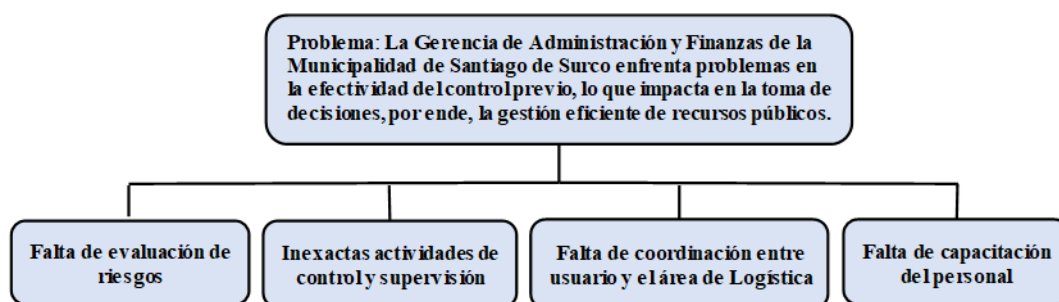 Problema: La Gerencia de Administración y Finanzas de la
Municipalidad de Santiago de Surco enfrenta problemas en
la efectividad del control previo, lo que impacta en la toma de
decisiones, por ende, la gestión eficiente de recursos públicos.
Falta de evaluación de
riesgos
Inexactas actividades de
control y supervisión
Falta de coordinación entre
usuario y el área de Logística
Falta de capacitación
del personal